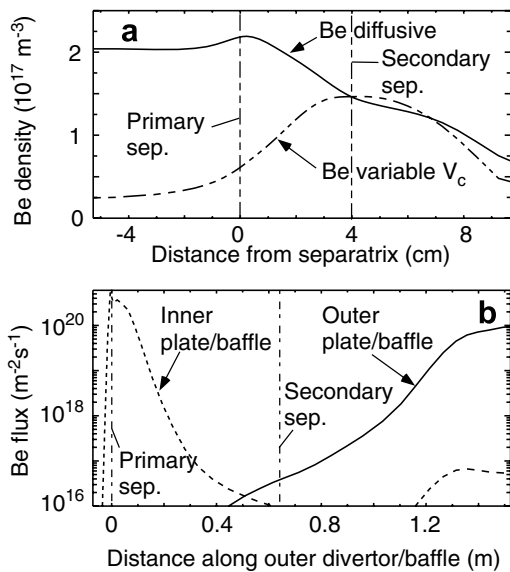 a
Be diffusive
Secondary
sep.
Primary
sep.
Be variable V_c
Be density (10^17 m^-3)
2
1
0
-4 0 4 8
Distance from separatrix (cm)
b
Inner
plate/baffle
Outer
plate/baffle
Secondary
sep.
Primary
sep.
Be flux (m^-2s^-1)
10^20
10^18
10^16
0 0.4 0.8 1.2
Distance along outer divertor/baffle (m)